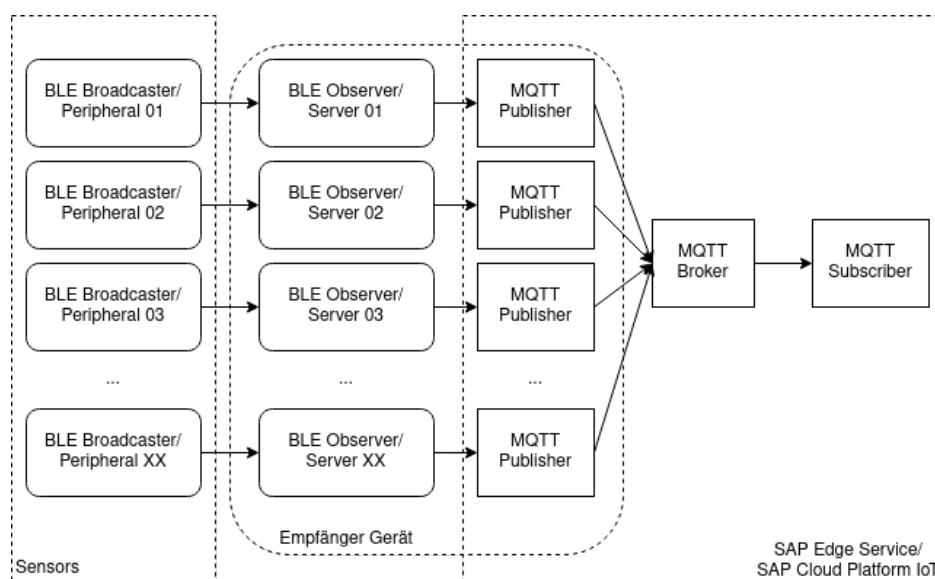 BLE Broadcaster/
Peripheral 01
BLE Observer/
Server 01
MQTT
Publisher
BLE Broadcaster/
Peripheral 02
BLE Observer/
Server 02
MQTT
Publisher
MQTT
Broker
MQTT
Subscriber
BLE Broadcaster/
Peripheral 03
BLE Observer/
Server 03
MQTT
Publisher
...
...
...
BLE Broadcaster/
Peripheral XX
BLE Observer/
Server XX
MQTT
Publisher
Empfänger Gerät
Sensors
SAP Edge Service/
SAP Cloud Platform IoT